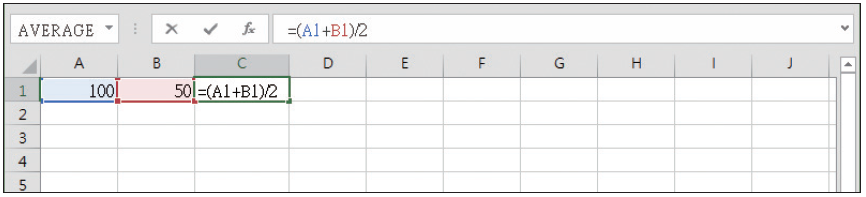 AVERAGE fx =(A1+B1)/2
A B C D E F G H I J
1 100 50 =(A1+B1)/2
2
3
4
5